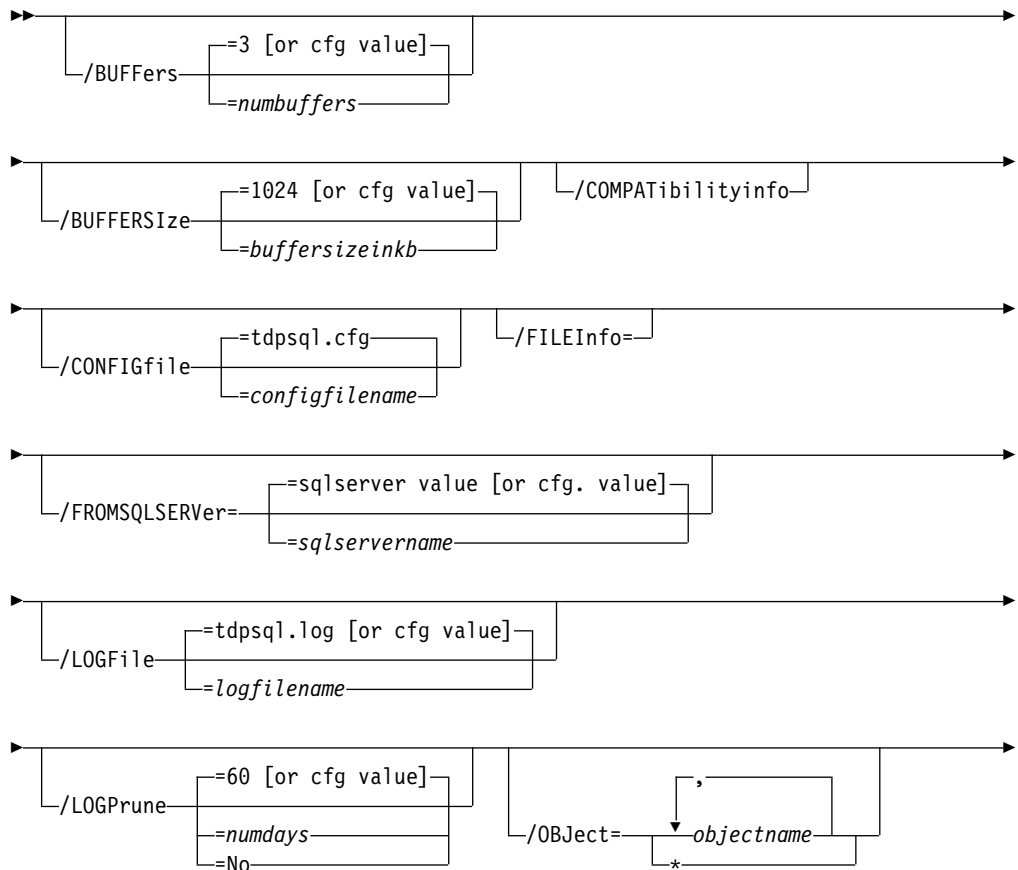 =3 [or cfg value]
/BUFFers
=numbuffers
=1024 [or cfg value]
/COMPATibilityinfo
/BUFFERSIze
=buffersizeinkb
=tdpsql.cfg
/FILEInfo=
/CONFIGfile
=configfilename
=sqlserver value [or cfg. value]
/FROMSQLSERVer=
=sqlservername
=tdpsql.log [or cfg value]
/LOGFile
=logfilename
=60 [or cfg value]
,
/LOGPrune
=numdays
/OBJect=
objectname
=No
*